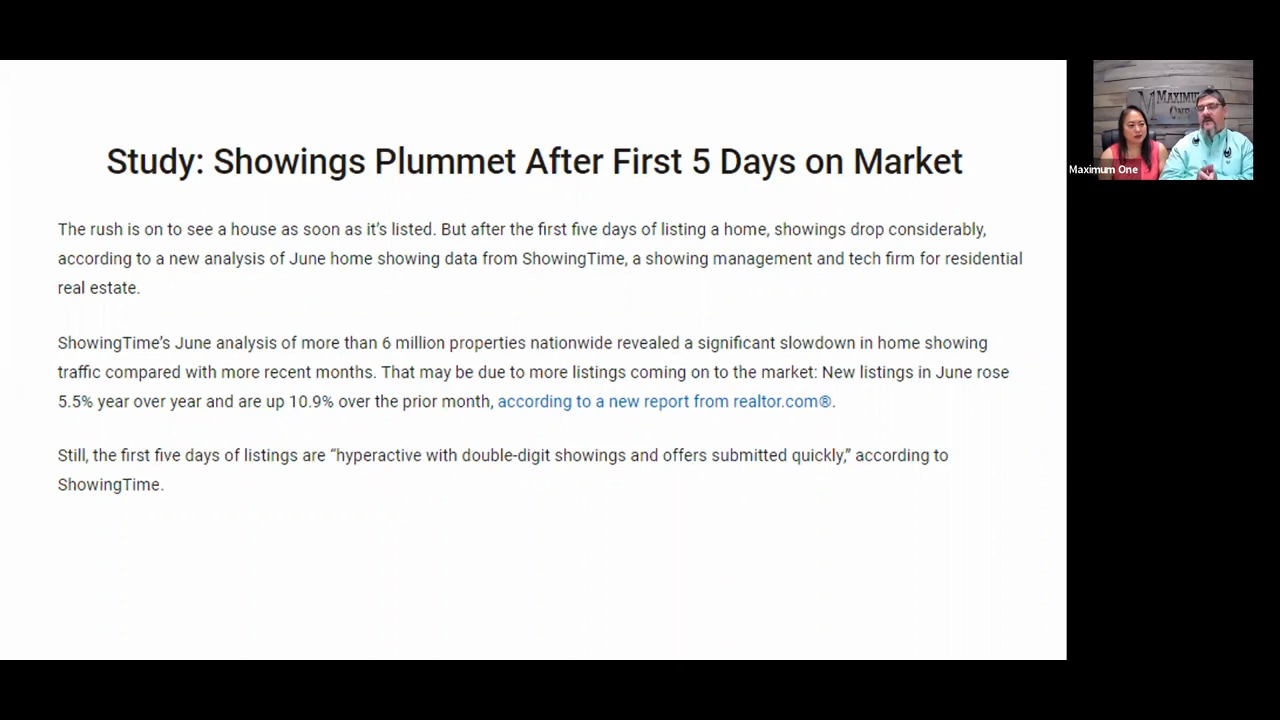 Study: Showings Plummet After First 5 Days on Market
The rush is on to see a house as soon as it's listed. But after the first five days of listing a home, showings drop considerably,
according to a new analysis of June home showing data from ShowingTime, a showing management and tech firm for residential
real estate.
ShowingTime's June analysis of more than 6 million properties nationwide revealed a significant slowdown in home showing
traffic compared with more recent months. That may be due to more listings coming on to the market: New listings in June rose
5.5% year over year and are up 10.9% over the prior month, according to a new report from realtor.com®.
Still, the first five days of listings are “hyperactive with double-digit showings and offers submitted quickly,” according to
ShowingTime.
Maximum One